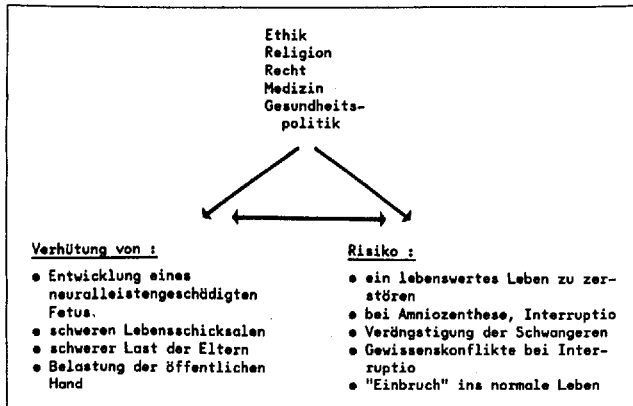 Ethik
Religion
Recht
Medizin
Gesundheits-
politik
Verhütung von :
• Entwicklung eines
neuralleistengeschädigten
Fetus.
• schweren Lebensschicksalen
• schwerer Last der Eltern
• Belastung der öffentlichen
Hand
Risiko :
• ein lebenswertes Leben zu zer-
stören
• bei Amniozenthese, Interruptio
• Verängstigung der Schwangeren
• Gewissenskonflikte bei Inter-
ruptio
• "Einbruch" ins normale Leben